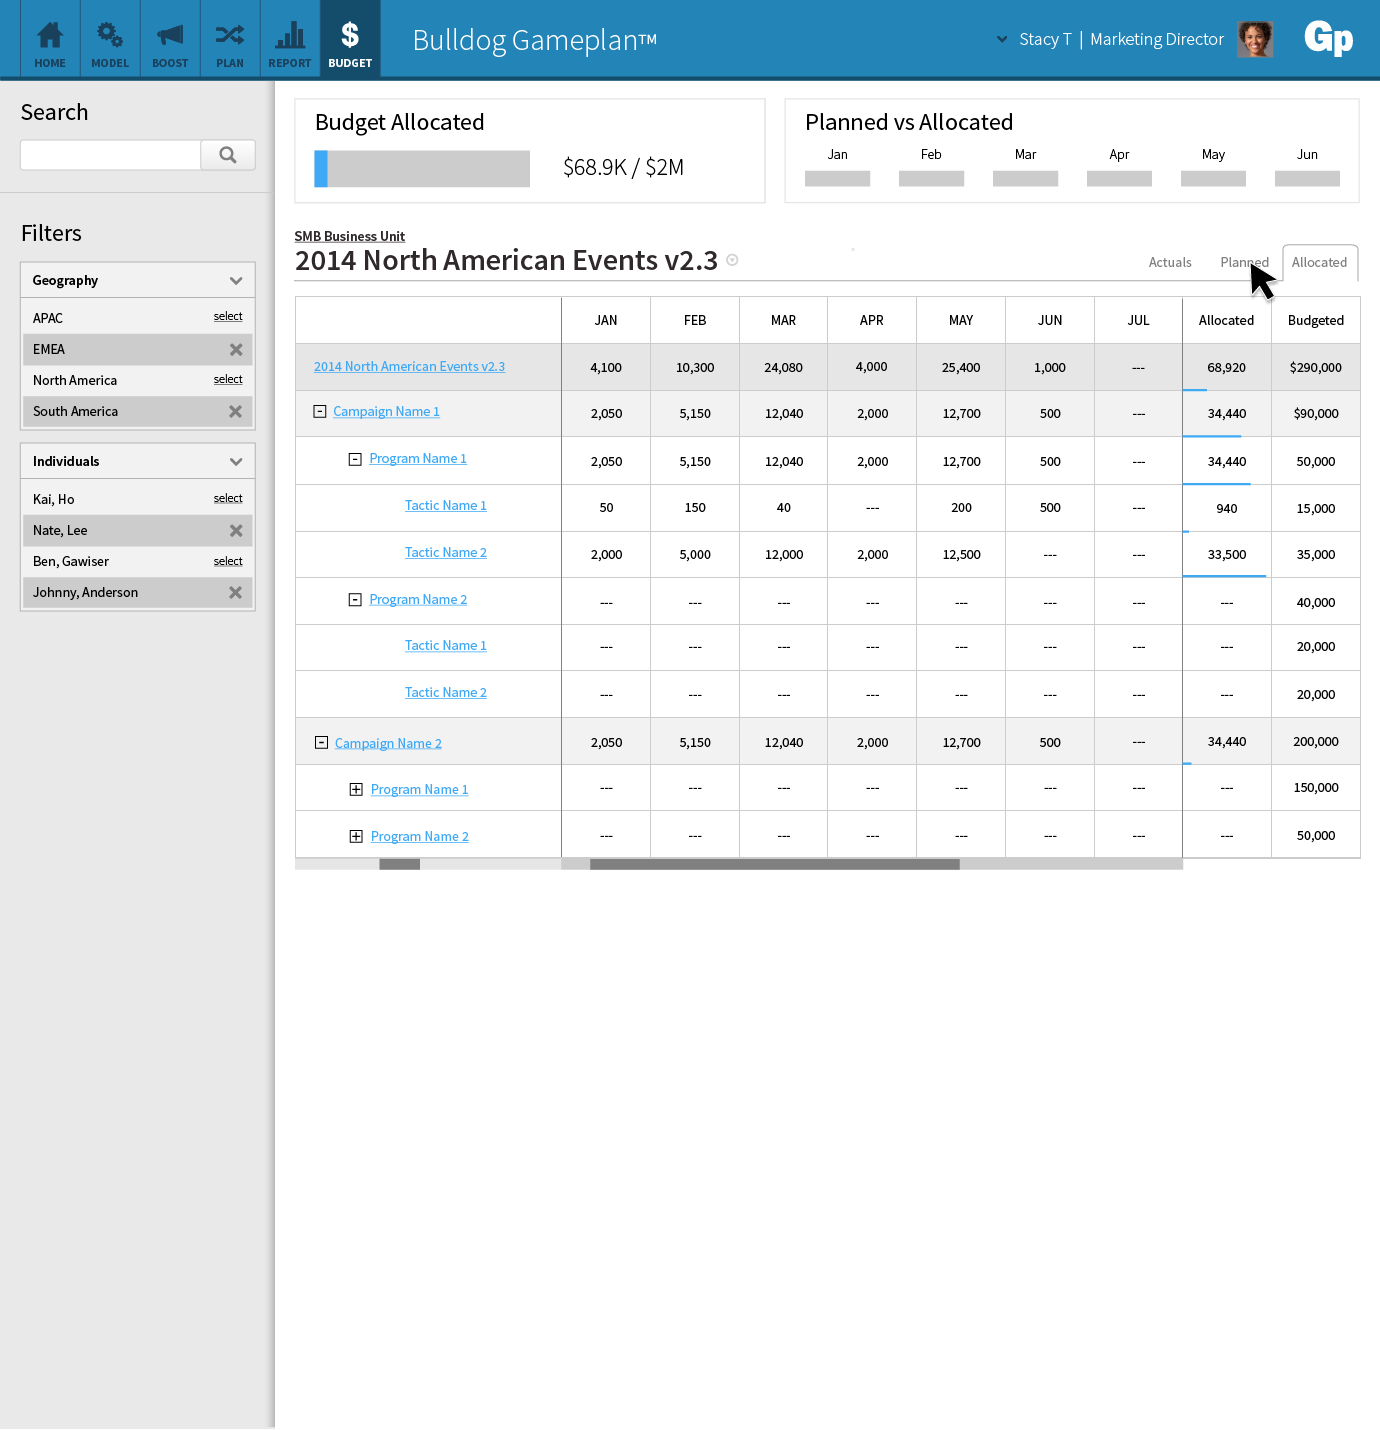 HOME MODEL BOOST PLAN REPORT $ BUDGET
Bulldog Gameplan™
Stacy T | Marketing Director
Gp
Search
Filters
Geography
APAC select
EMEA
North America select
South America
Individuals
Kai, Ho select
Nate, Lee
Ben, Gawiser select
Johnny, Anderson
Budget Allocated
$68.9K / $2M
Planned vs Allocated
Jan Feb Mar Apr May Jun
SMB Business Unit
2014 North American Events v2.3
Actuals Planned Allocated
JAN FEB MAR APR MAY JUN JUL Allocated Budgeted
2014 North American Events v2.3 4,100 10,300 24,080 4,000 25,400 1,000 --- 68,920 $290,000
- Campaign Name 1 2,050 5,150 12,040 2,000 12,700 500 --- 34,440 $90,000
- Program Name 1 2,050 5,150 12,040 2,000 12,700 500 --- 34,440 50,000
Tactic Name 1 50 150 40 --- 200 500 --- 940 15,000
Tactic Name 2 2,000 5,000 12,000 2,000 12,500 --- --- 33,500 35,000
- Program Name 2 --- --- --- --- --- --- --- --- 40,000
Tactic Name 1 --- --- --- --- --- --- --- --- 20,000
Tactic Name 2 --- --- --- --- --- --- --- --- 20,000
- Campaign Name 2 2,050 5,150 12,040 2,000 12,700 500 --- 34,440 200,000
+ Program Name 1 --- --- --- --- --- --- --- --- 150,000
+ Program Name 2 --- --- --- --- --- --- --- --- 50,000